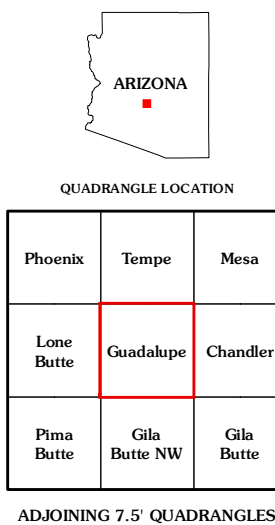 ARIZONA
QUADRANGLE LOCATION
Phoenix
Tempe
Mesa
Lone
Butte
Guadalupe
Chandler
Pima
Butte
Gila
Butte NW
Gila
Butte
ADJOINING 7.5' QUADRANGLES